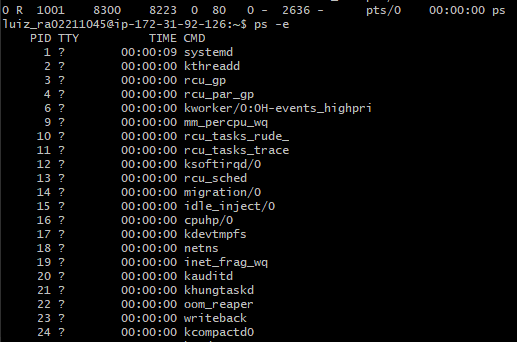 0 R  1001    8300    8223  0  80   0 -  2636 -      pts/0    00:00:00 ps
luiz_ra02211045@ip-172-31-92-126:~$ ps -e
    PID TTY          TIME CMD
      1 ?        00:00:09 systemd
      2 ?        00:00:00 kthreadd
      3 ?        00:00:00 rcu_gp
      4 ?        00:00:00 rcu_par_gp
      6 ?        00:00:00 kworker/0:0H-events_highpri
      9 ?        00:00:00 mm_percpu_wq
     10 ?        00:00:00 rcu_tasks_rude_
     11 ?        00:00:00 rcu_tasks_trace
     12 ?        00:00:00 ksoftirqd/0
     13 ?        00:00:00 rcu_sched
     14 ?        00:00:00 migration/0
     15 ?        00:00:00 idle_inject/0
     16 ?        00:00:00 cpuhp/0
     17 ?        00:00:00 kdevtmpfs
     18 ?        00:00:00 netns
     19 ?        00:00:00 inet_frag_wq
     20 ?        00:00:00 kauditd
     21 ?        00:00:00 khungtaskd
     22 ?        00:00:00 oom_reaper
     23 ?        00:00:00 writeback
     24 ?        00:00:00 kcompactd0